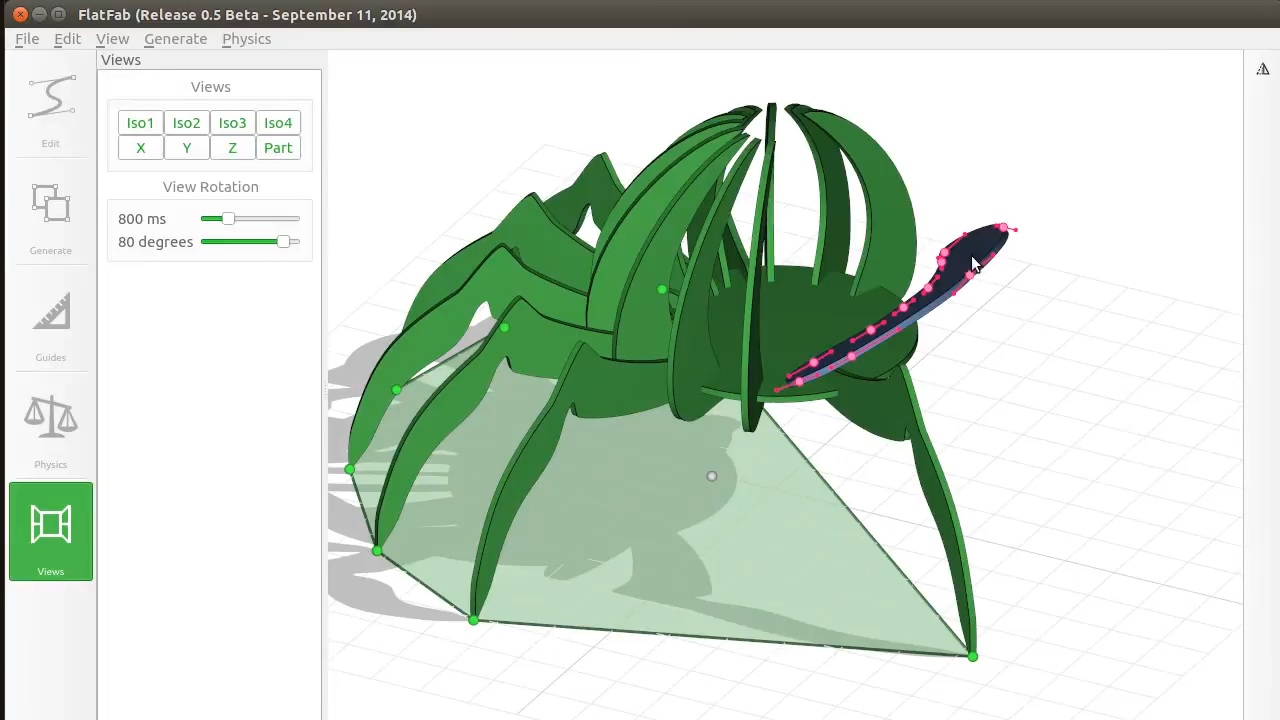 FlatFab (Release 0.5 Beta - September 11, 2014)
File Edit View Generate Physics
Views
Edit
Generate
Guides
Physics
Views
Views
Iso1 Iso2 Iso3 Iso4
X Y Z Part
View Rotation
800 ms
80 degrees